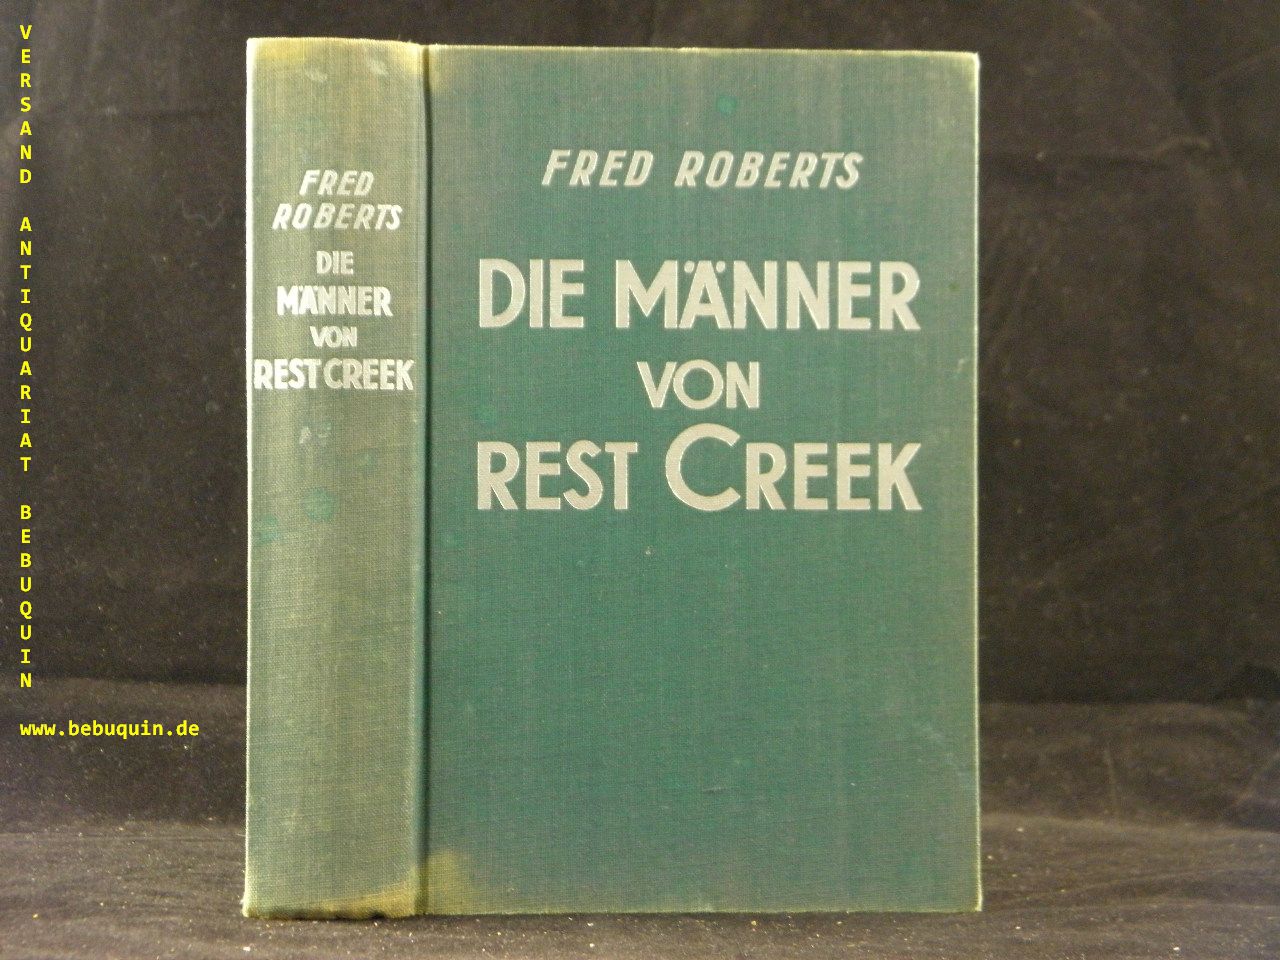 VERSAND ANTIQUARIAT BEBUQUIN
www.bebuquin.de
FRED
ROBERTS
DIE
MÄNNER
VON
REST CREEK
FRED ROBERTS
DIE MÄNNER
VON
REST CREEK